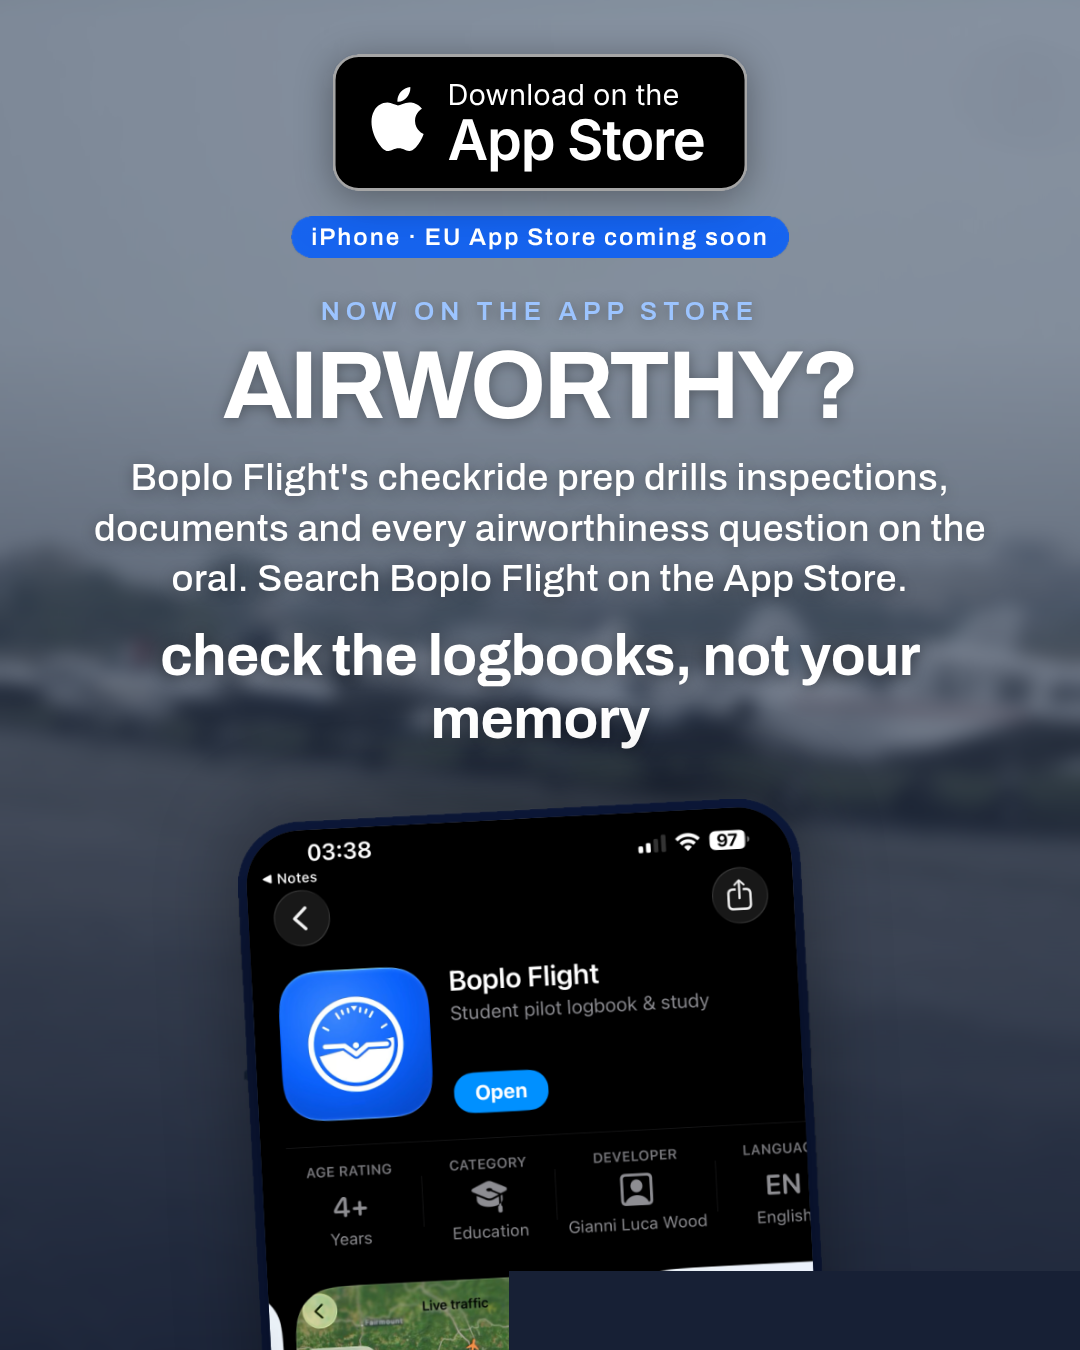 Download on the
App Store
iPhone · EU App Store coming soon
NOW ON THE APP STORE
AIRWORTHY?
Boplo Flight's checkride prep drills inspections,
documents and every airworthiness question on the
oral. Search Boplo Flight on the App Store.
check the logbooks, not your
memory
03:38
97
◀ Notes
Boplo Flight
Student pilot logbook & study
Open
AGE RATING
4+
Years
CATEGORY
Education
DEVELOPER
Gianni Luca Wood
LANGUAG
EN
English
Live traffic
Fairmount